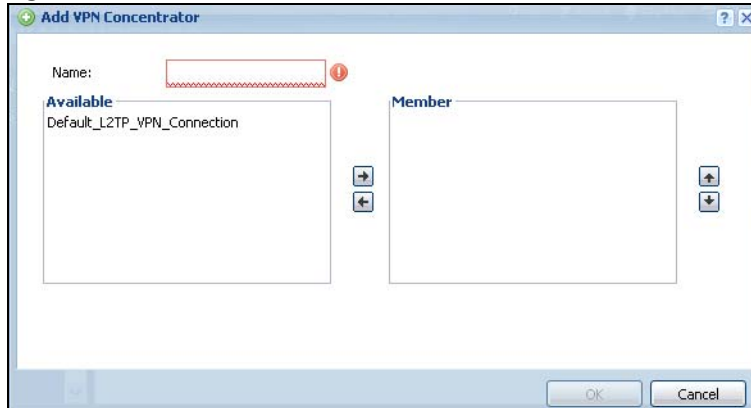 Add VPN Concentrator
Name:
Available
Default_L2TP_VPN_Connection
Member
OK
Cancel